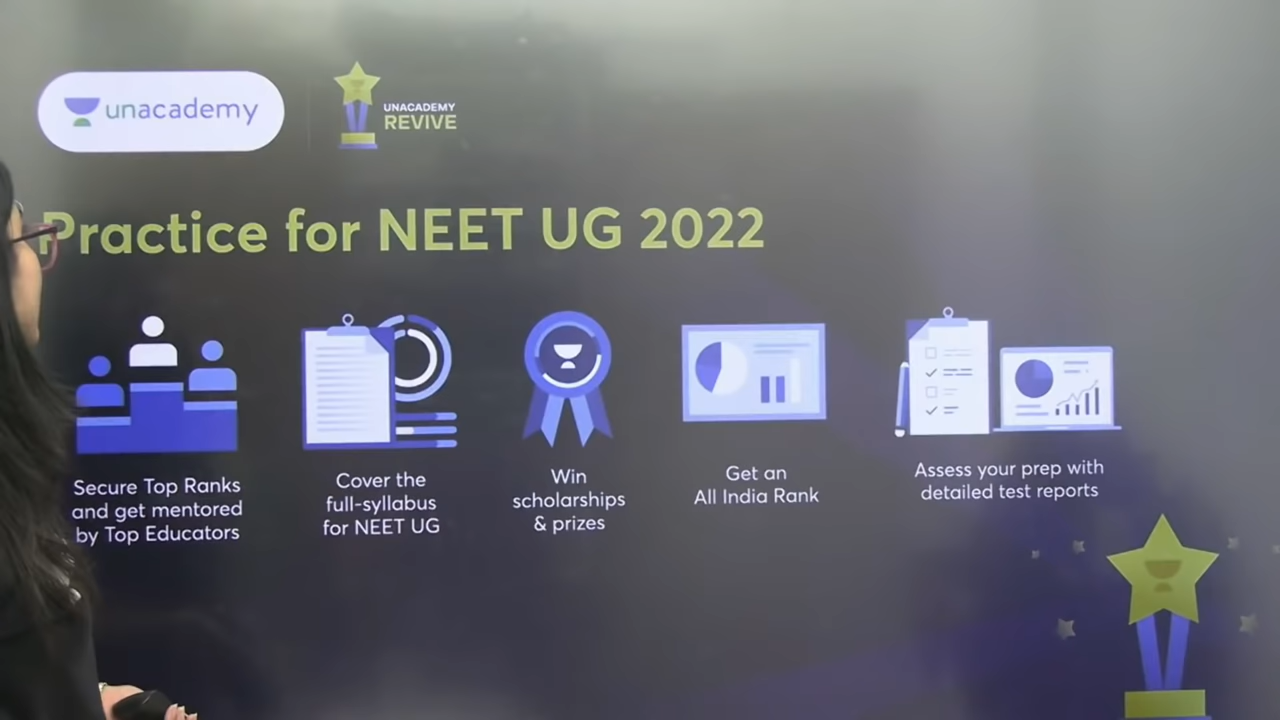 unacademy
UNACADEMY
REVIVE
Practice for NEET UG 2022
Secure Top Ranks
and get mentored
by Top Educators
Cover the
full-syllabus
for NEET UG
Win
scholarships
& prizes
Get an
All India Rank
Assess your prep with
detailed test reports